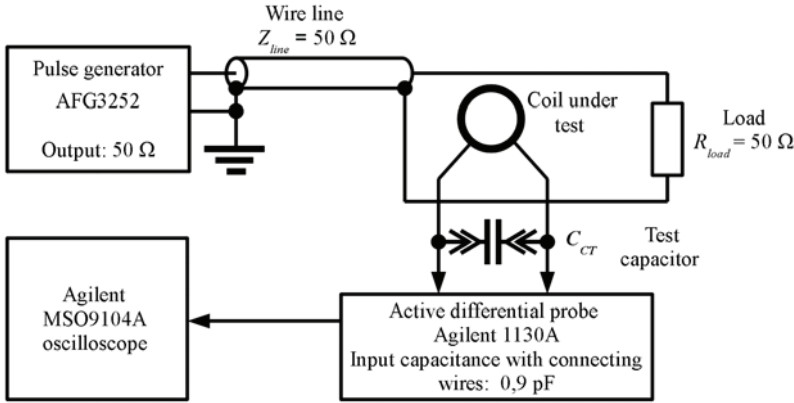 Wire line
Z_line = 50 Ω
Pulse generator
AFG3252
Output: 50 Ω
Coil under
test
Load
R_load = 50 Ω
C_CT
Test
capacitor
Agilent
MSO9104A
oscilloscope
Active differential probe
Agilent 1130A
Input capacitance with connecting
wires: 0,9 pF